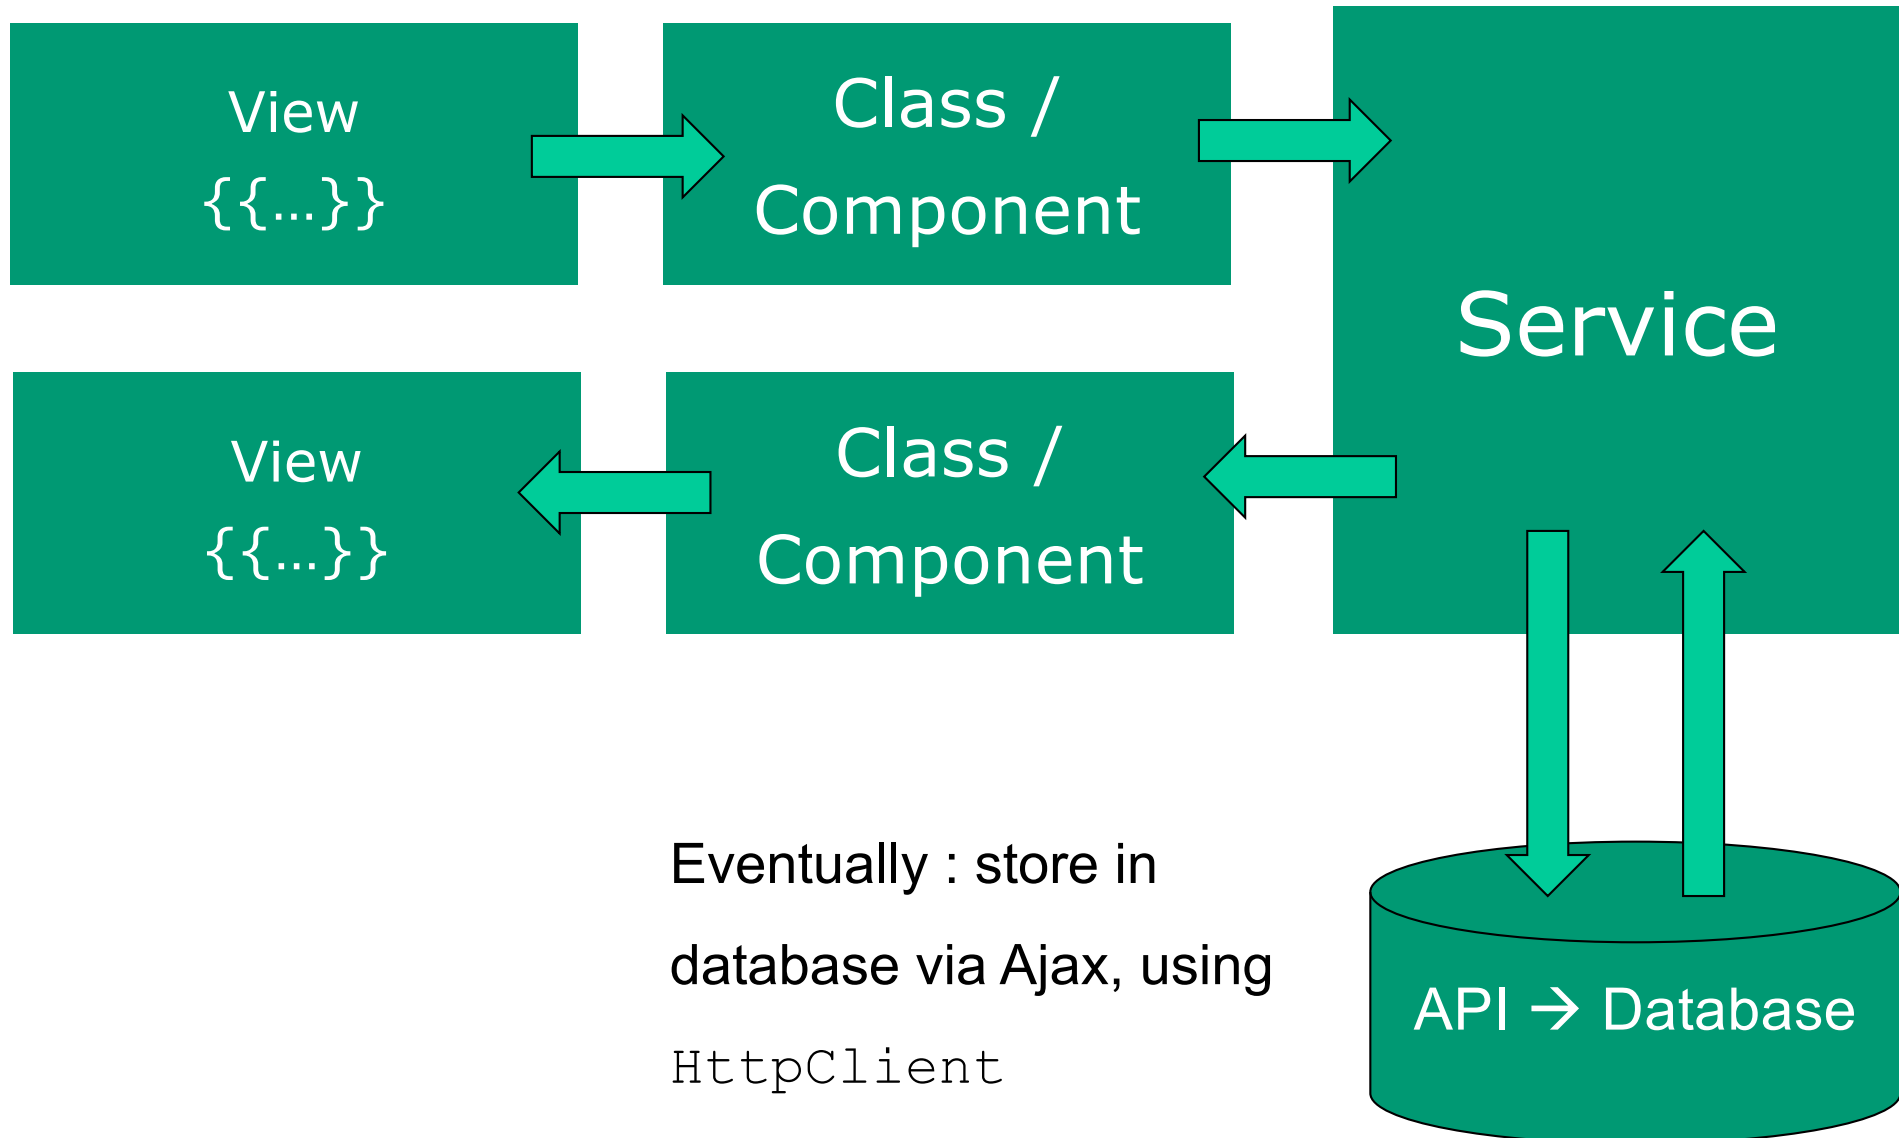 View
{{…}}
Class /
Component
Service
View
{{…}}
Class /
Component
Eventually : store in
database via Ajax, using
HttpClient
API → Database